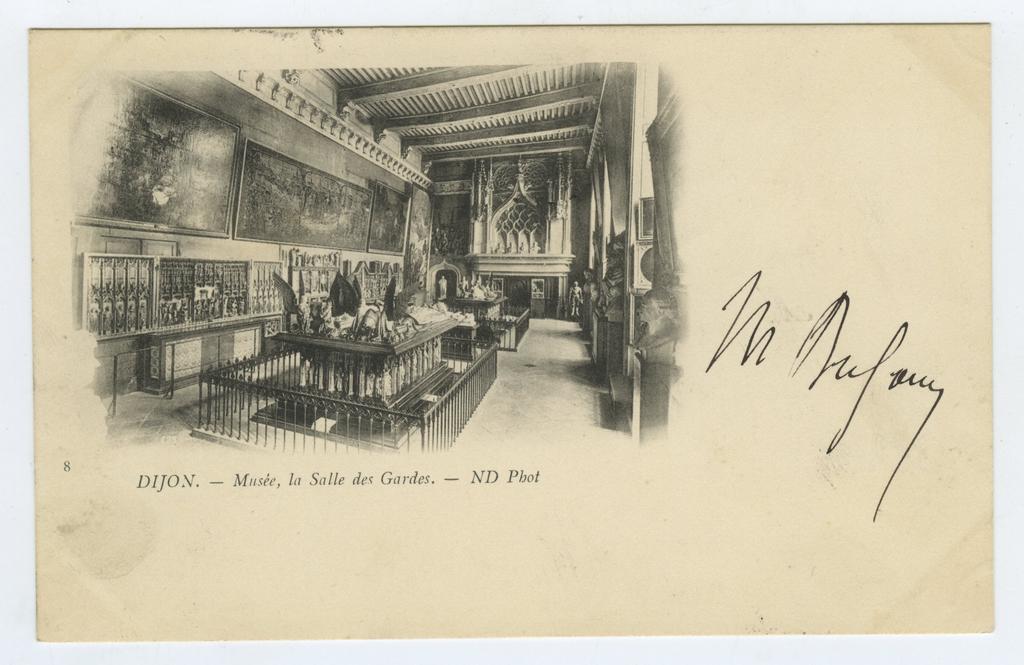 8
DIJON. — Musée, la Salle des Gardes. — ND Phot
M